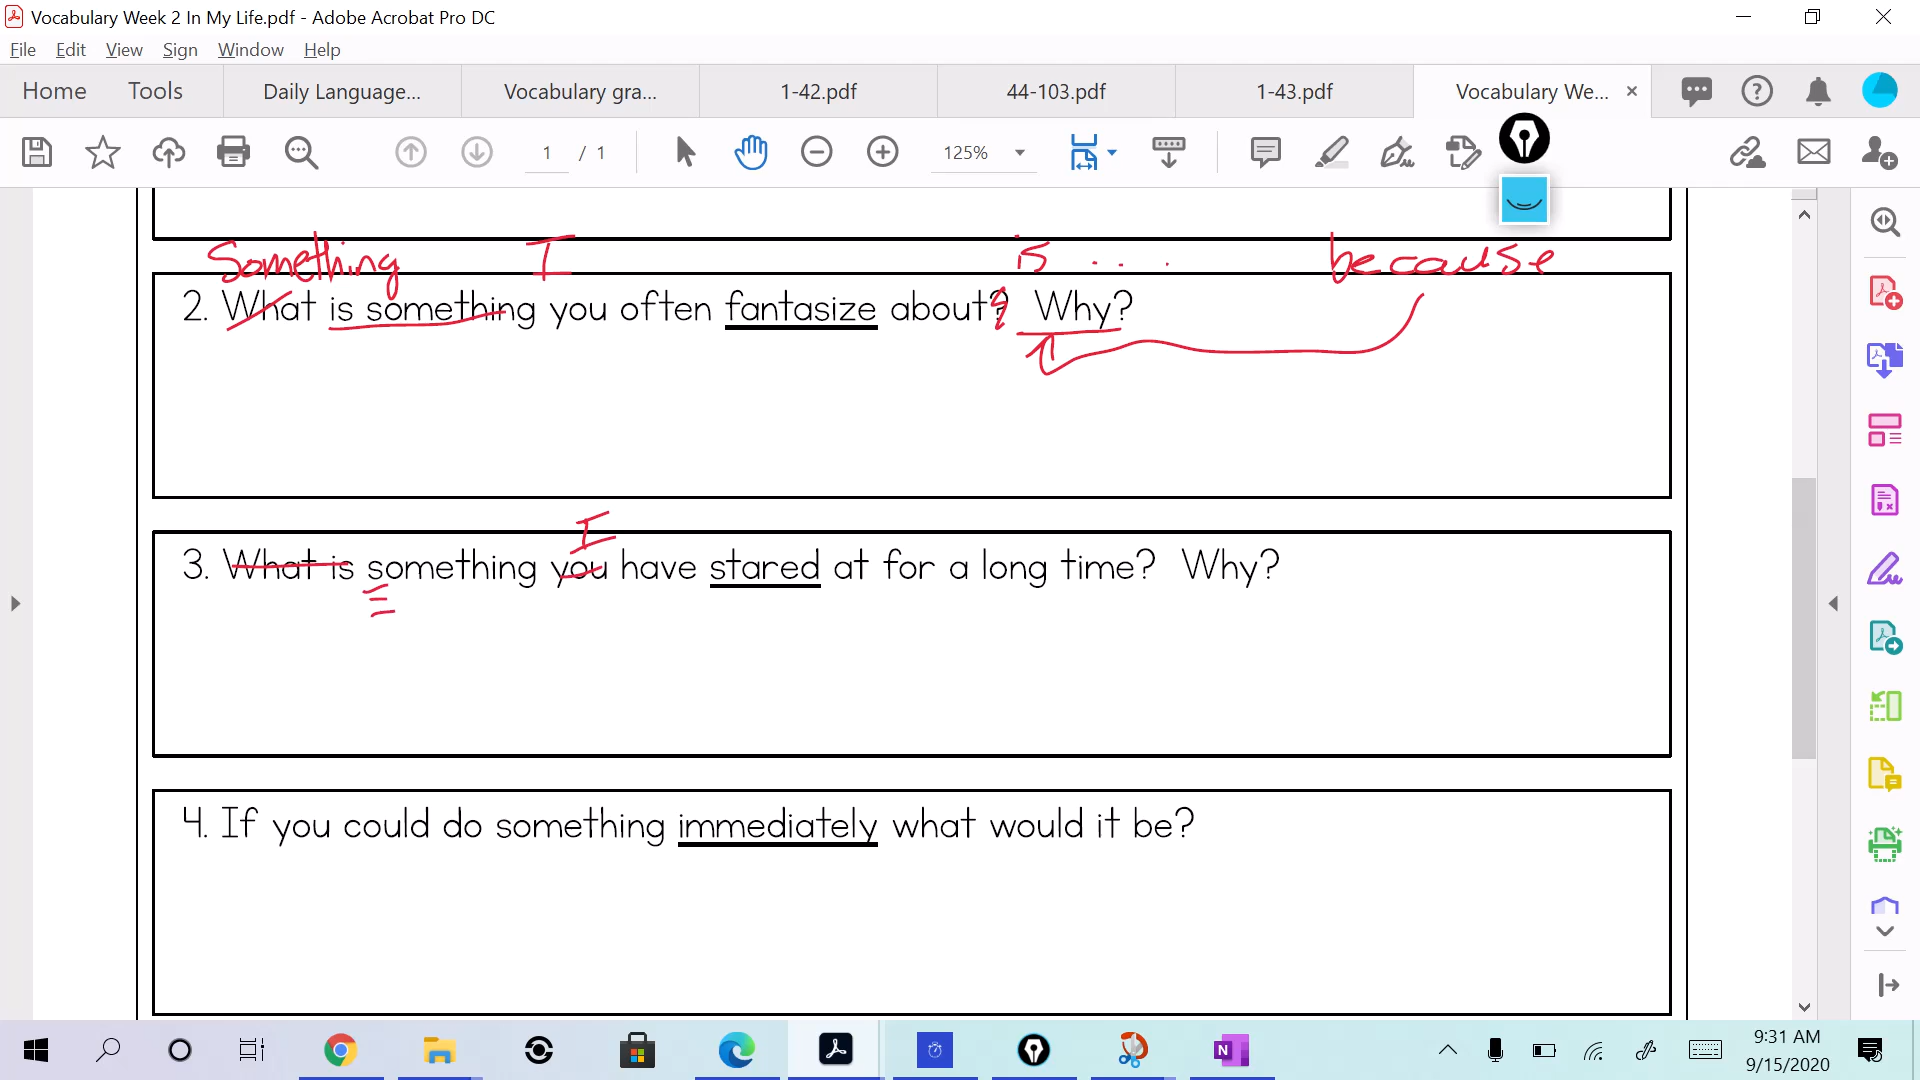 Vocabulary Week 2 In My Life.pdf - Adobe Acrobat Pro DC
File Edit View Sign Window Help
Home Tools Daily Language... Vocabulary gra... 1-42.pdf 44-103.pdf 1-43.pdf Vocabulary We... ×
1 / 1 125%
Something I is ... because
2. What is something you often fantasize about? Why?
I
3. What is something you have stared at for a long time? Why?
4. If you could do something immediately what would it be?
9:31 AM
9/15/2020